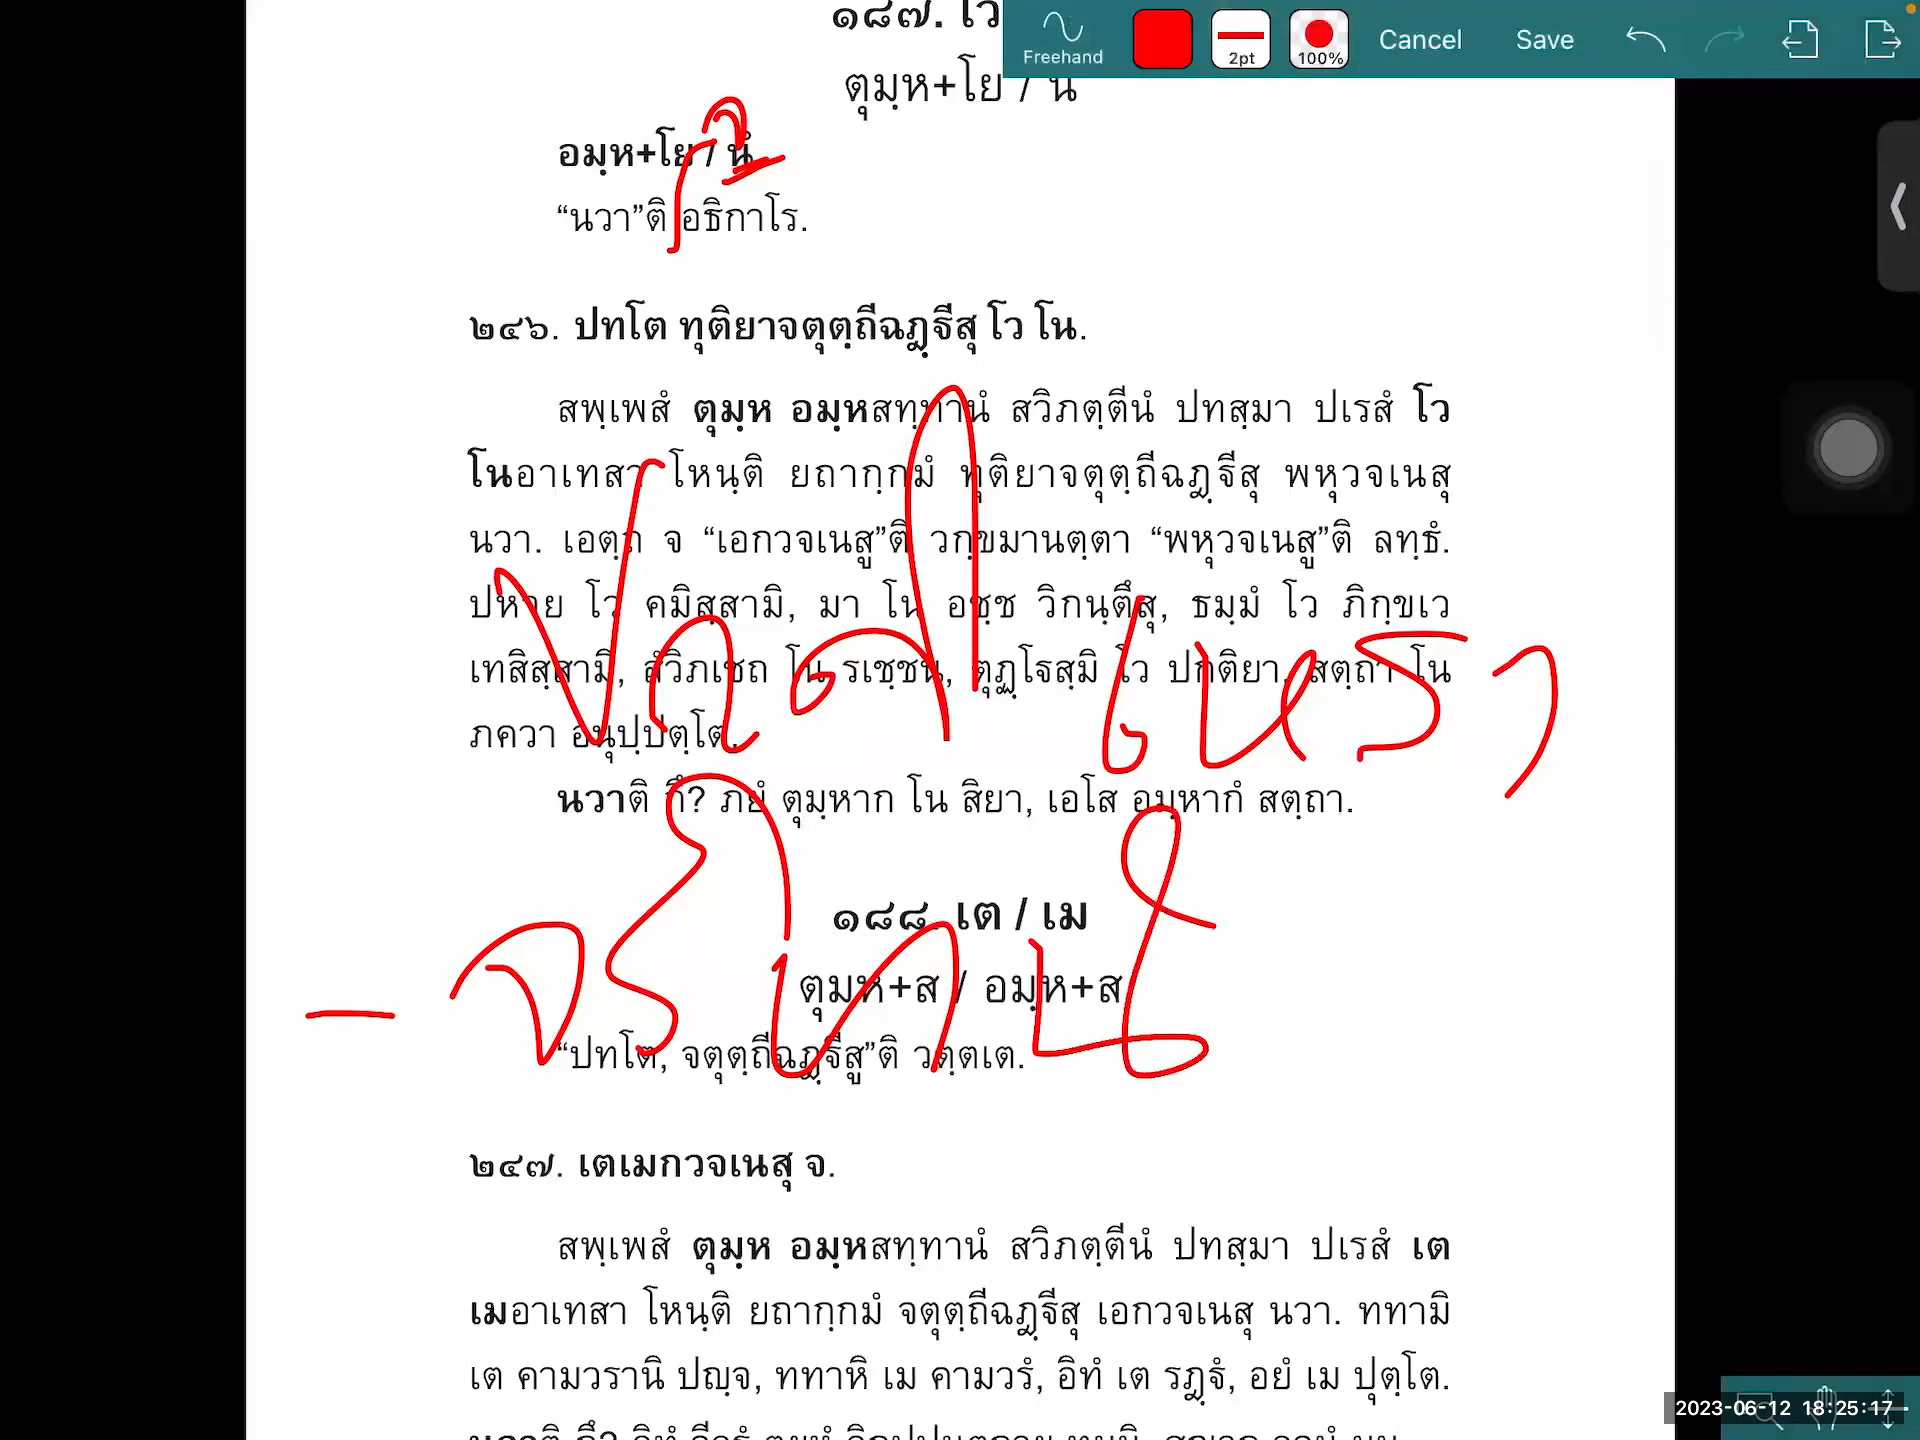 ๑๘๗. โว
Freehand
2pt
100%
Cancel
Save
ตุมฺห+โย / นํ
อมฺห+โย / นํ
“นวา”ติ อธิกาโร.
๒๔๖. ปทโต ทุติยาจตุตฺถีฉฏฺฐีสุ โว โน.
สพฺเพสํ ตุมฺห อมฺหสทฺทานํ สวิภตฺตีนํ ปทสฺมา ปเรสํ โว
โนอาเทสา โหนฺติ ยถากฺกมํ ทุติยาจตุตฺถีฉฏฺฐีสุ พหุวจเนสุ
นวา. เอตฺถ จ “เอกวจเนสู”ติ วกฺขมานตฺตา “พหุวจเนสู”ติ ลทฺธํ.
ปหาย โว คมิสฺสามิ, มา โน อชฺช วิกนฺตึสุ, ธมฺมํ โว ภิกฺขเว
เทสิสฺสามิ, สํวิภเชถ โน รชฺเชน, ตุฏฺโฐสฺมิ โว ปกติยา, สตฺถา โน
ภควา อนุปฺปตฺโต.
นวาติ กึ? ภยํ ตุมฺหาก โน สิยา, เอโส อมฺหากํ สตฺถา.
๑๘๘. เต / เม
ตุมฺห+ส / อมฺห+ส
“ปทโต, จตุตฺถีฉฏฺฐีสู”ติ วตฺตเต.
๒๔๗. เตเมกวจเนสุ จ.
สพฺเพสํ ตุมฺห อมฺหสทฺทานํ สวิภตฺตีนํ ปทสฺมา ปเรสํ เต
เมอาเทสา โหนฺติ ยถากฺกมํ จตุตฺถีฉฏฺฐีสุ เอกวจเนสุ นวา. ททามิ
เต คามวรานิ ปญฺจ, ททาหิ เม คามวรํ, อิทํ เต รฏฺฐํ, อยํ เม ปุตฺโต.
2023-06-12 18:25:17